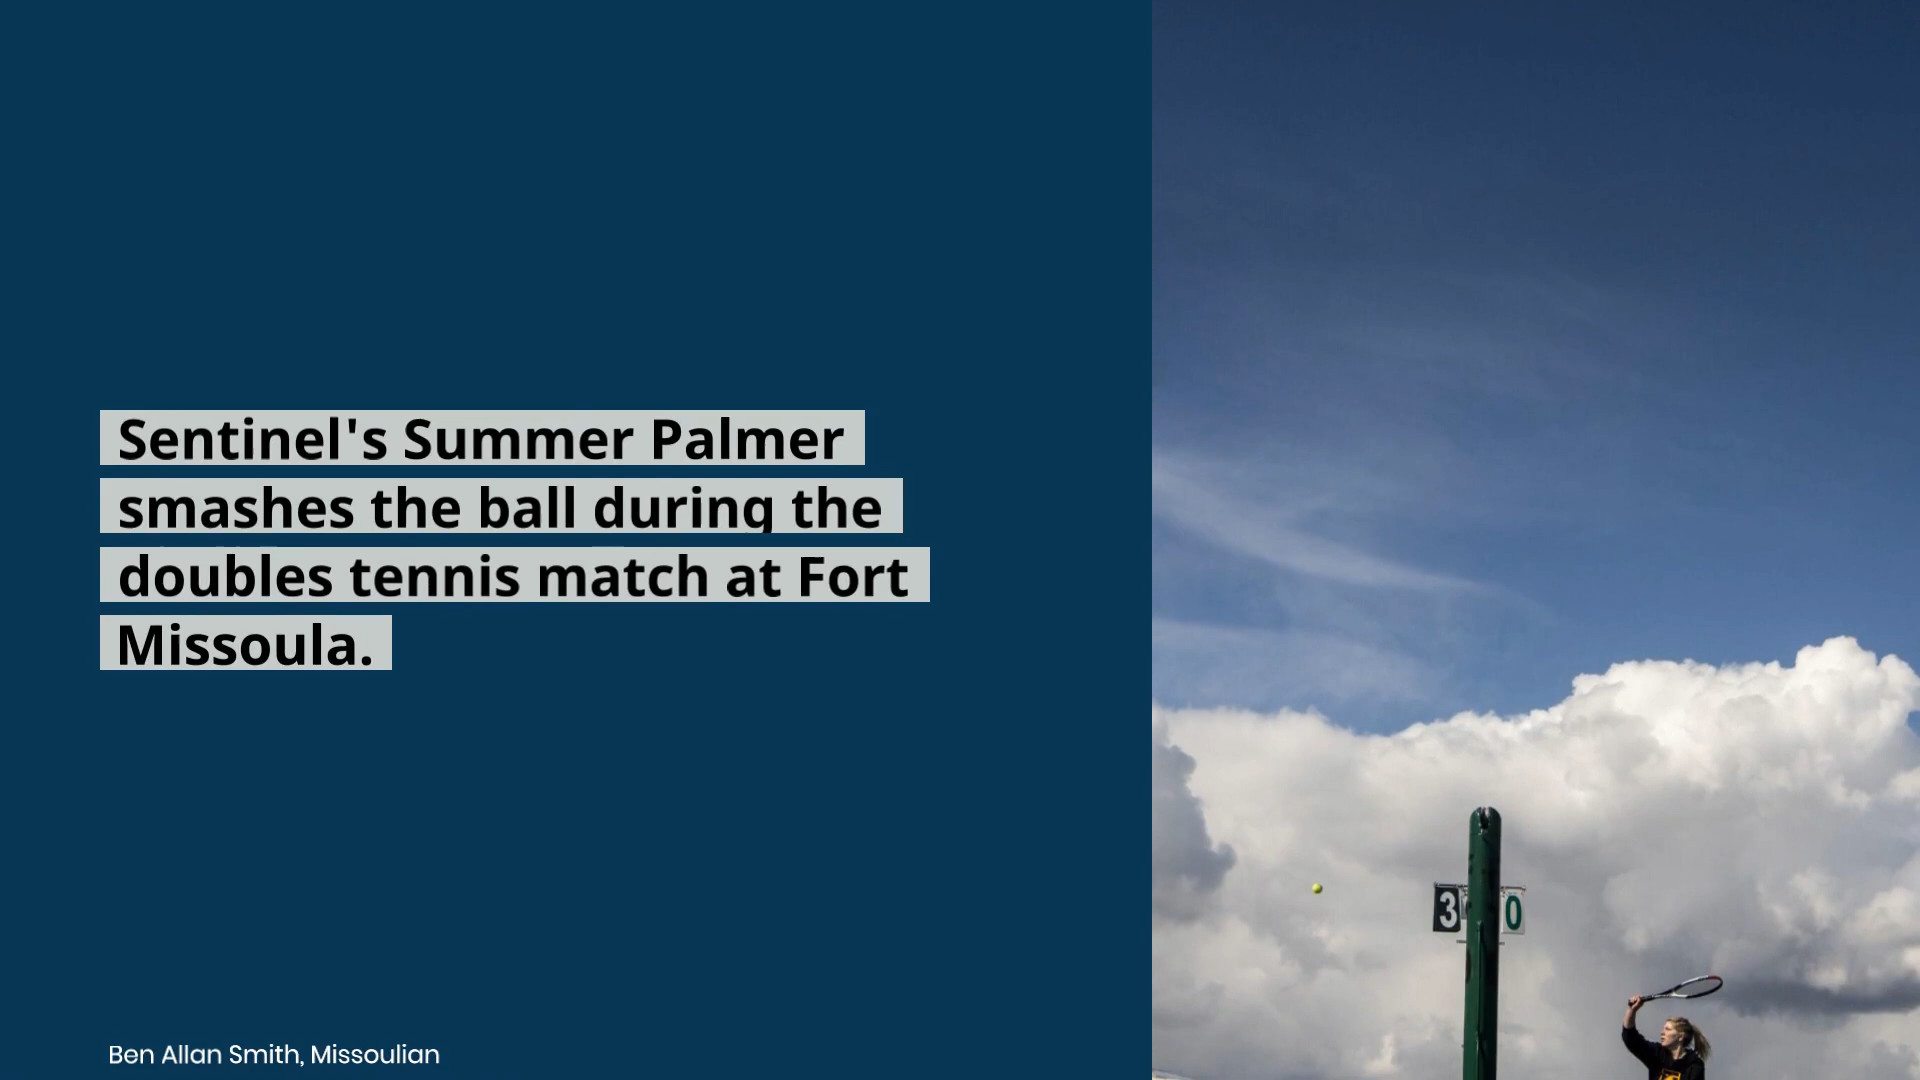 Sentinel's Summer Palmer
smashes the ball during the
doubles tennis match at Fort
Missoula.
3 0
Ben Allan Smith, Missoulian